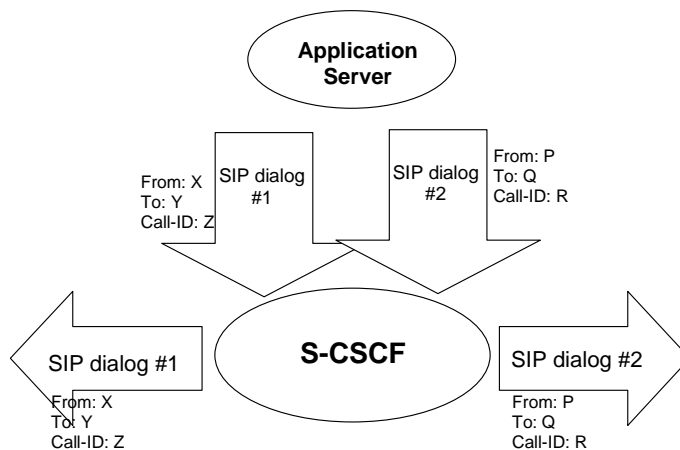 Application
Server
SIP dialog
#1
From: X
To: Y
Call-ID: Z
SIP dialog
#2
From: P
To: Q
Call-ID: R
S-CSCF
SIP dialog #1
From: X
To: Y
Call-ID: Z
SIP dialog #2
From: P
To: Q
Call-ID: R